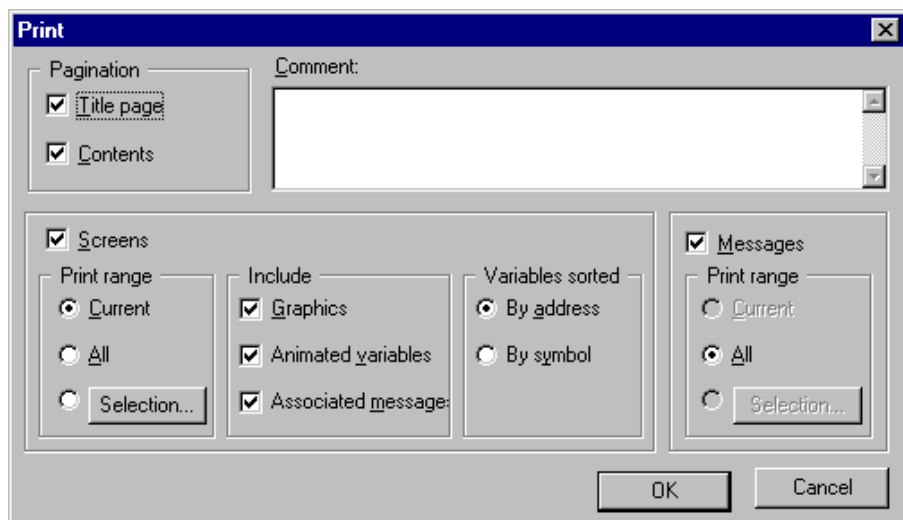 Print
Pagination
Title page
Contents
Comment:
Screens
Print range
Current
All
Selection...
Include
Graphics
Animated variables
Associated message
Variables sorted
By address
By symbol
Messages
Print range
Current
All
Selection...
OK
Cancel